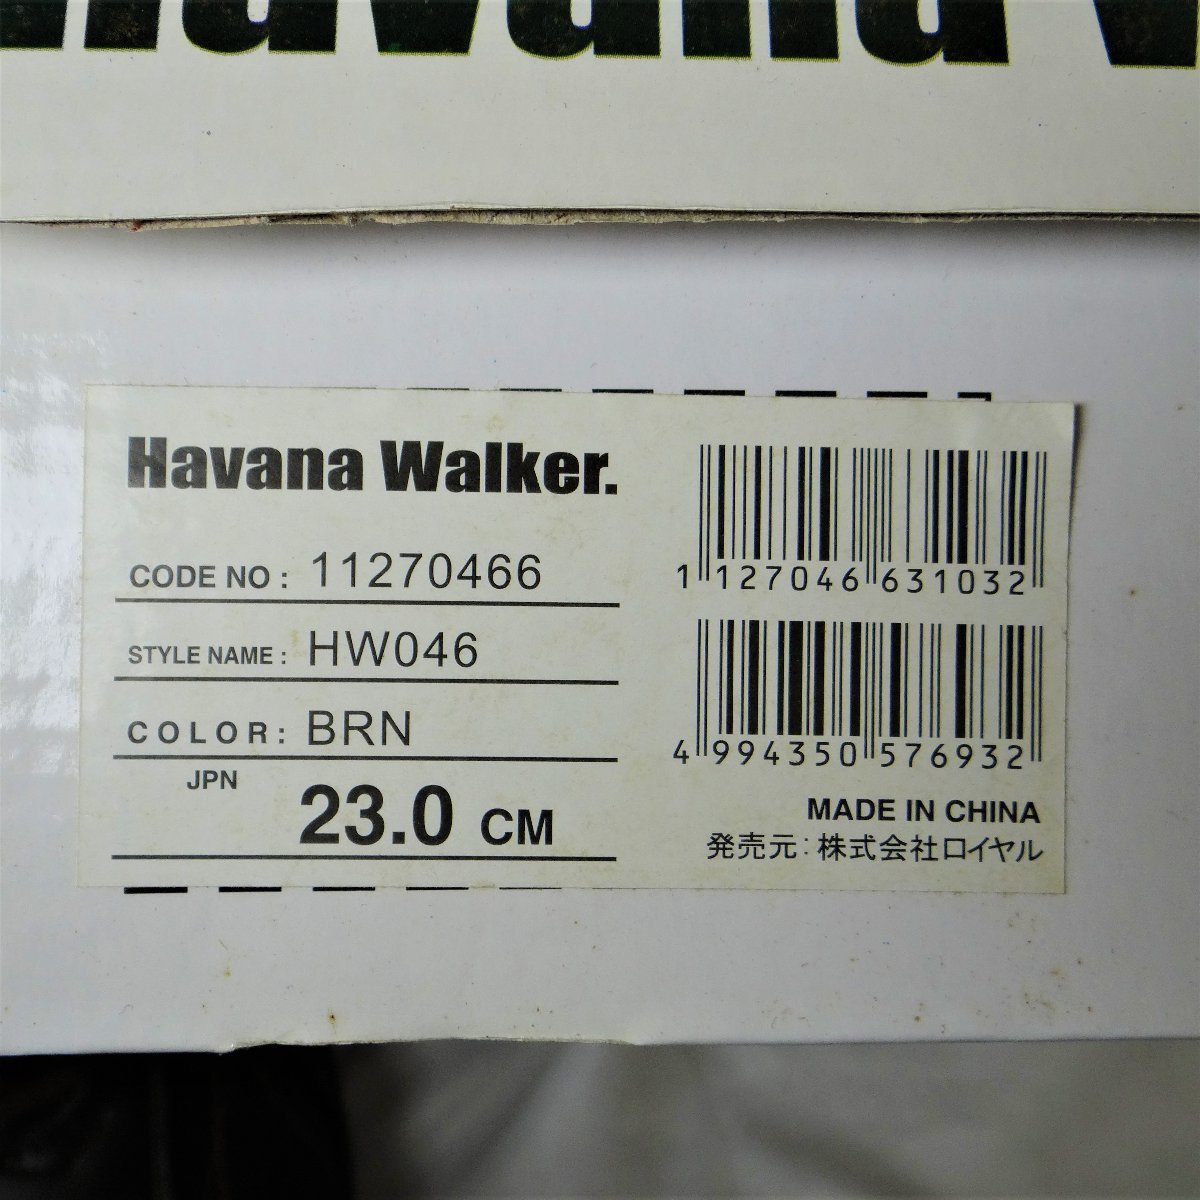 Havana W
Havana Walker.
CODE NO : 11270466
STYLE NAME : HW046
COLOR : BRN
JPN
23.0 CM
1 127046 631032
4 994350 576932
MADE IN CHINA
発売元：株式会社ロイヤル